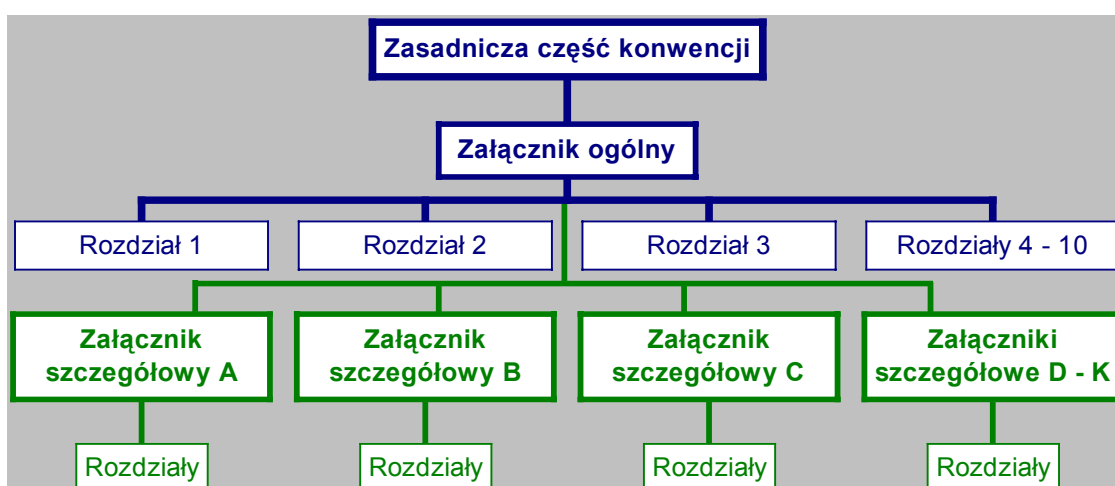 Zasadnicza część konwencji
Załącznik ogólny
Rozdział 1
Rozdział 2
Rozdział 3
Rozdziały 4 - 10
Załącznik
szczegółowy A
Załącznik
szczegółowy B
Załącznik
szczegółowy C
Załączniki
szczegółowe D - K
Rozdziały
Rozdziały
Rozdziały
Rozdziały